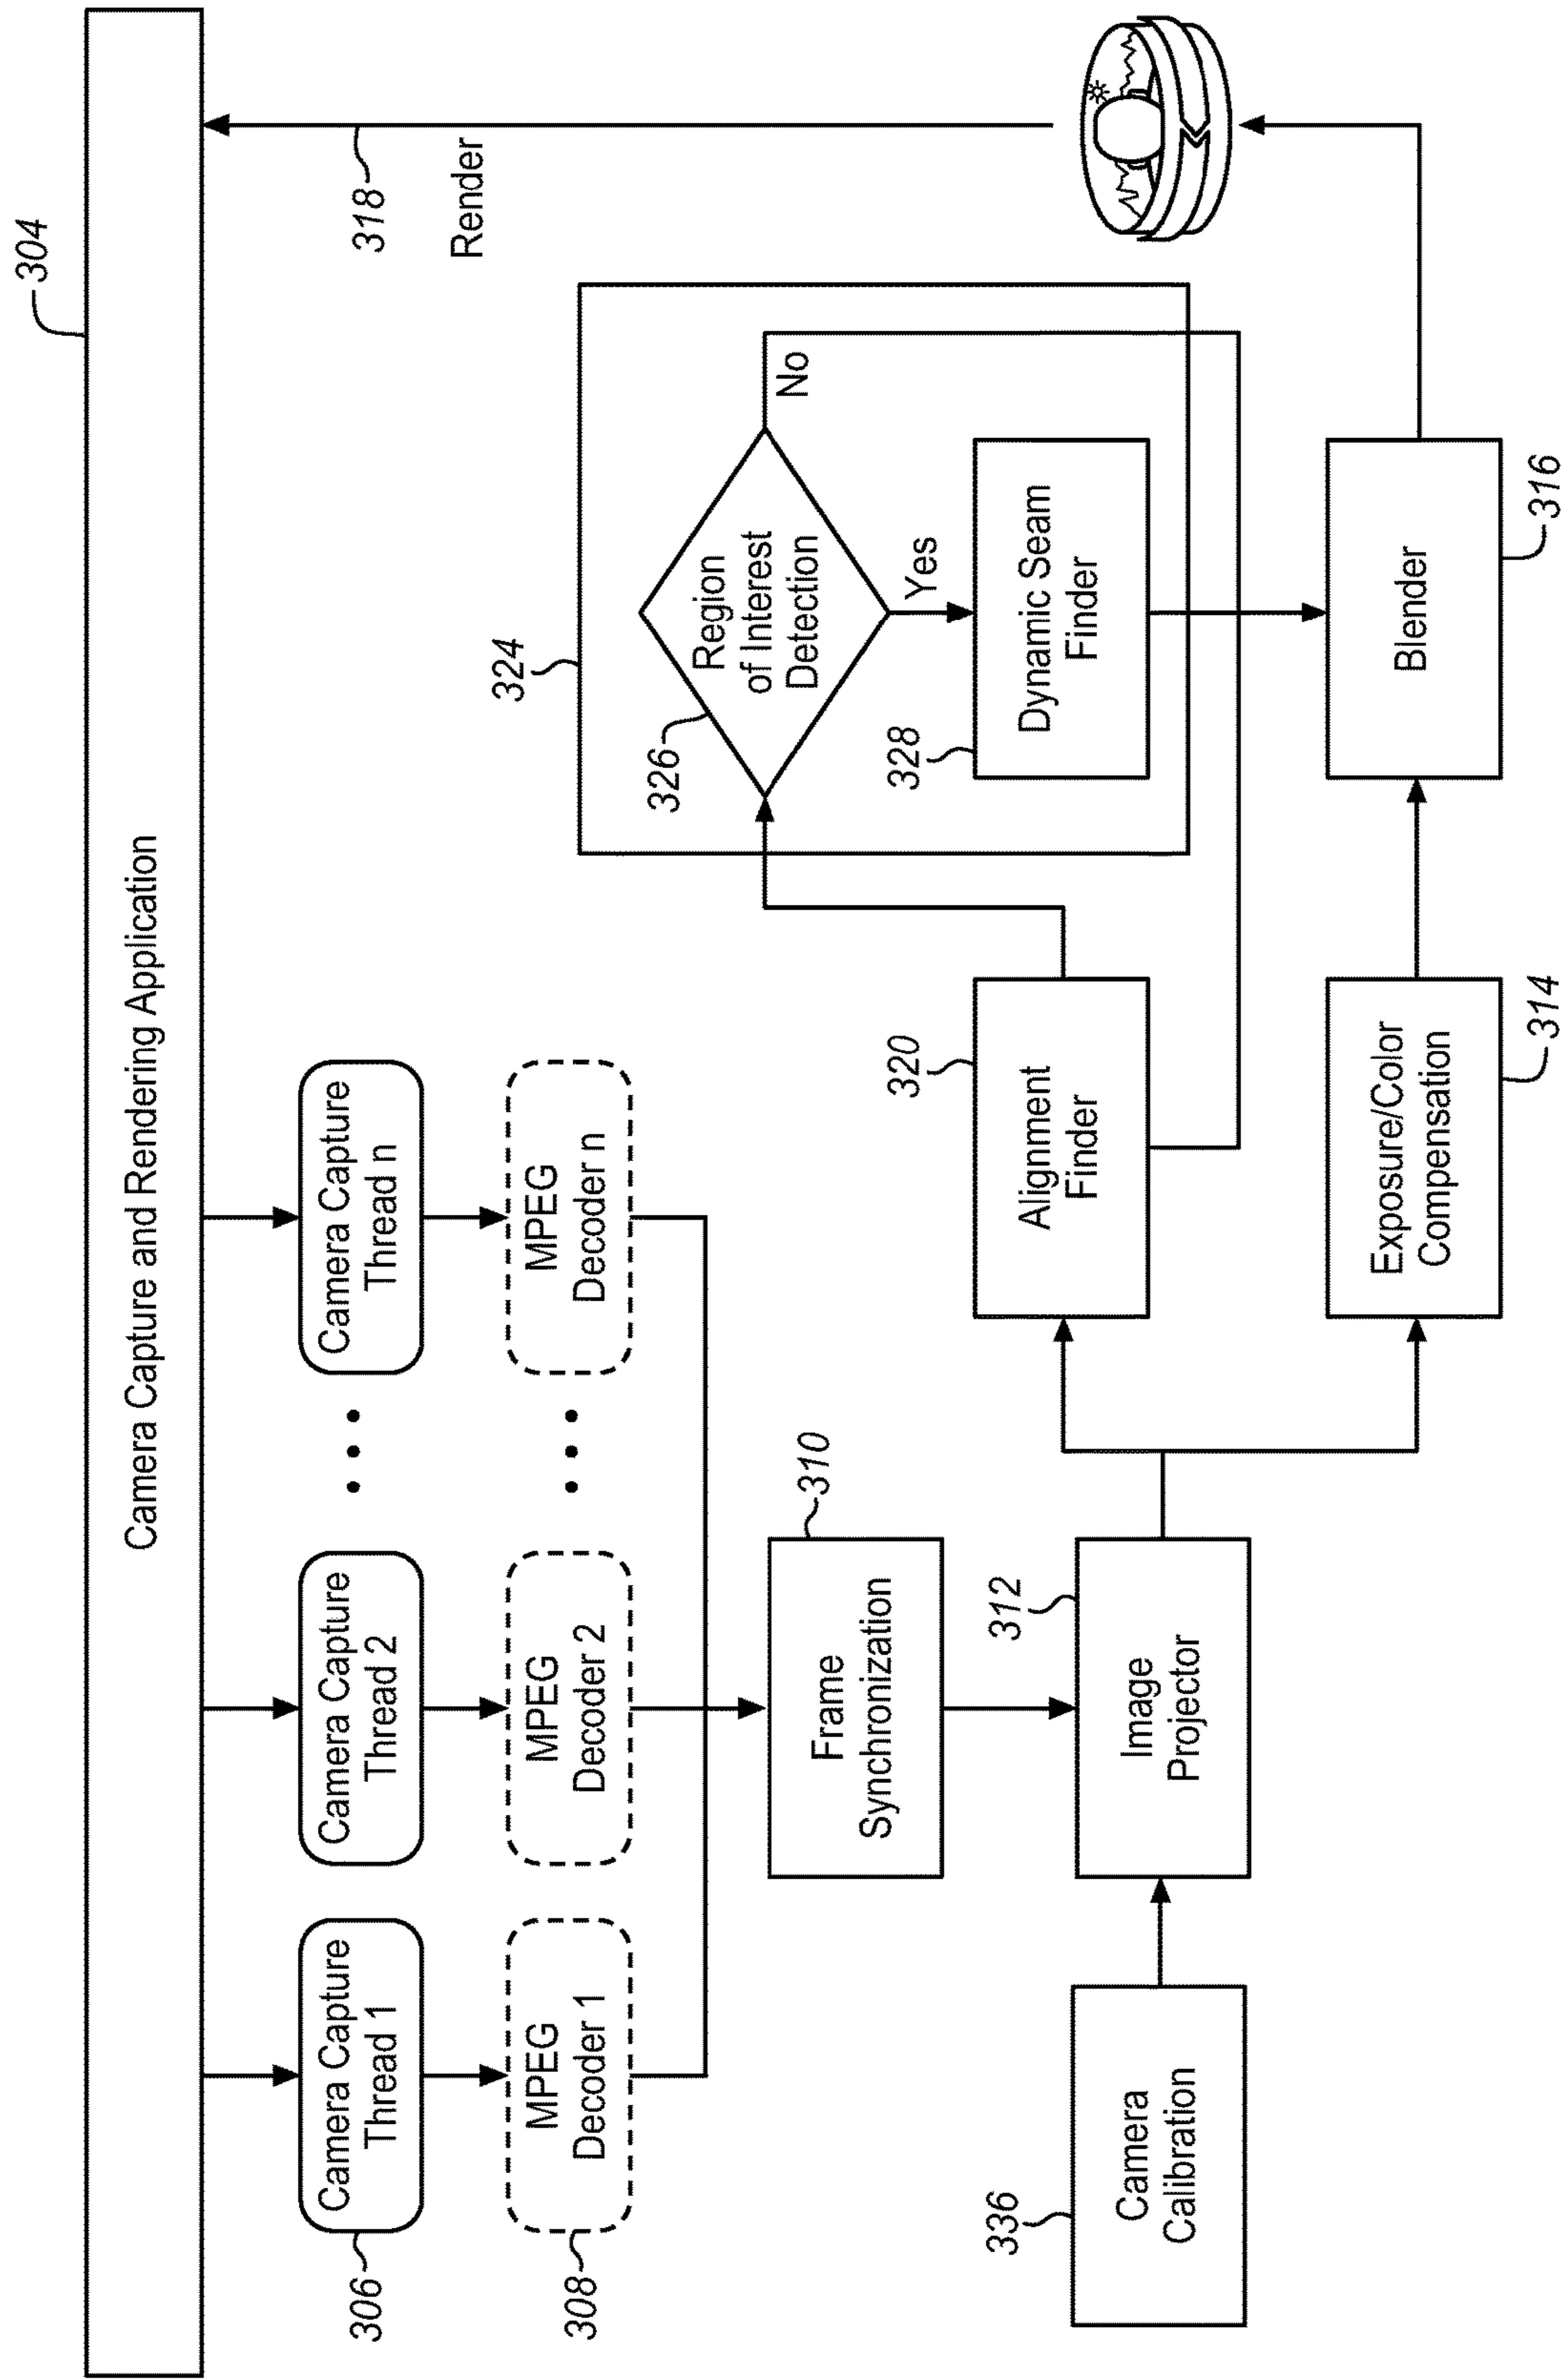 304
Camera Capture and Rendering Application
Camera Capture
Thread 1
Camera Capture
Thread 2
• • •
Camera Capture
Thread n
306
318
Render
MPEG
Decoder 1
MPEG
Decoder 2
• • •
MPEG
Decoder n
308
324
326
Region
of Interest
Detection
No
Yes
310
Frame
Synchronization
328
Dynamic Seam
Finder
320
Alignment
Finder
336
Camera
Calibration
312
Image
Projector
Exposure/Color
Compensation
314
Blender
316